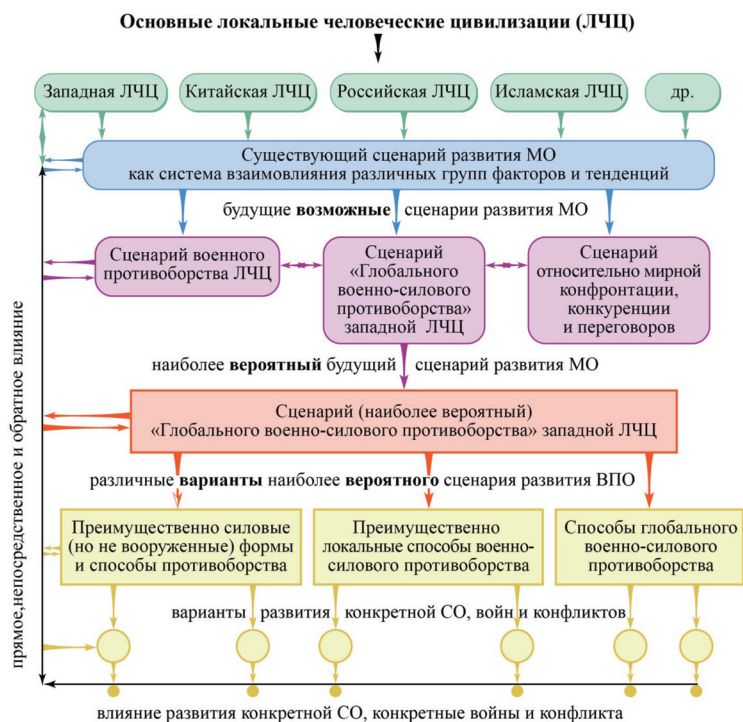 Основные локальные человеческие цивилизации (ЛЧЦ)
Западная ЛЧЦ
Китайская ЛЧЦ
Российская ЛЧЦ
Исламская ЛЧЦ
др.
Существующий сценарий развития МО
как система взаимовлияния различных групп факторов и тенденций
будущие возможные сценарии развития МО
Сценарий военного
противоборства ЛЧЦ
Сценарий
«Глобального
военно-силового
противоборства»
западной ЛЧЦ
Сценарий
относительно мирной
конфронтации,
конкуренции
и переговоров
наиболее вероятный будущий сценарий развития МО
Сценарий (наиболее вероятный)
«Глобального военно-силового противоборства» западной ЛЧЦ
различные варианты наиболее вероятного сценария развития ВПО
Преимущественно силовые
(но не вооруженные) формы
и способы противоборства
Преимущественно
локальные способы военно-
силового противоборства
Способы глобального
военно-силового
противоборства
варианты развития конкретной СО, войн и конфликтов
влияние развития конкретной СО, конкретные войны и конфликта
прямое,непосредственное и обратное влияние